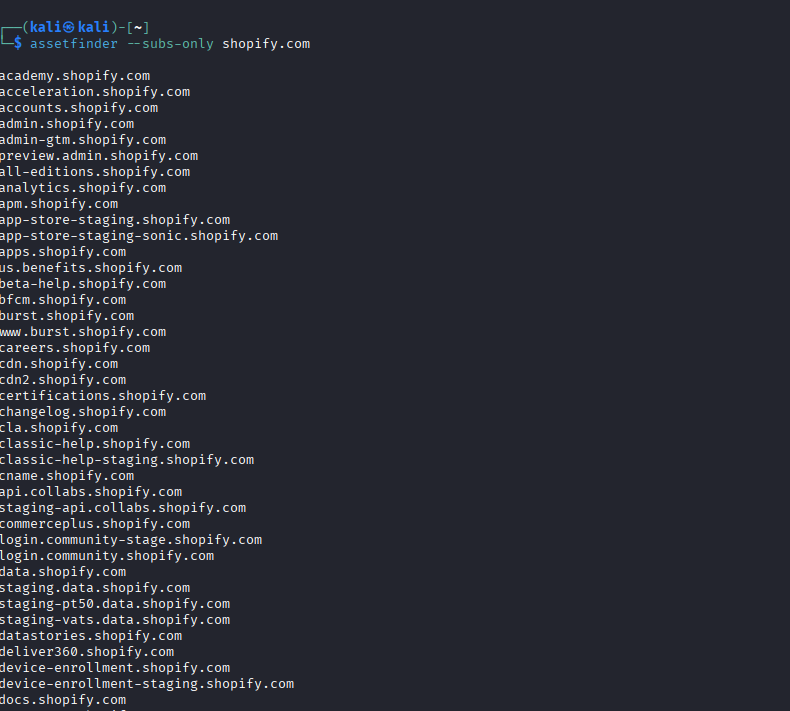 ┌──(kali㉿kali)-[~]
└─$ assetfinder --subs-only shopify.com
academy.shopify.com
acceleration.shopify.com
accounts.shopify.com
admin.shopify.com
admin-gtm.shopify.com
preview.admin.shopify.com
all-editions.shopify.com
analytics.shopify.com
apm.shopify.com
app-store-staging.shopify.com
app-store-staging-sonic.shopify.com
apps.shopify.com
us.benefits.shopify.com
beta-help.shopify.com
bfcm.shopify.com
burst.shopify.com
www.burst.shopify.com
careers.shopify.com
cdn.shopify.com
cdn2.shopify.com
certifications.shopify.com
changelog.shopify.com
cla.shopify.com
classic-help.shopify.com
classic-help-staging.shopify.com
cname.shopify.com
api.collabs.shopify.com
staging-api.collabs.shopify.com
commerceplus.shopify.com
login.community-stage.shopify.com
login.community.shopify.com
data.shopify.com
staging.data.shopify.com
staging-pt50.data.shopify.com
staging-vats.data.shopify.com
datastories.shopify.com
deliver360.shopify.com
device-enrollment.shopify.com
device-enrollment-staging.shopify.com
docs.shopify.com